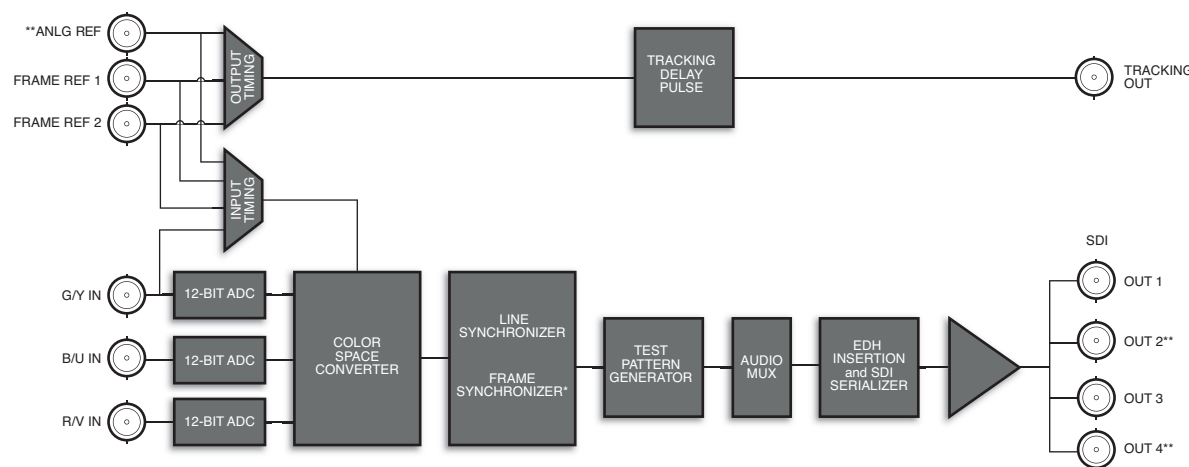 **ANLG REF
FRAME REF 1
FRAME REF 2
OUTPUT
TIMING
TRACKING
DELAY
PULSE
TRACKING
OUT
INPUT
TIMING
G/Y IN
12-BIT ADC
B/U IN
12-BIT ADC
R/V IN
12-BIT ADC
COLOR
SPACE
CONVERTER
LINE
SYNCHRONIZER
FRAME
SYNCHRONIZER*
TEST
PATTERN
GENERATOR
AUDIO
MUX
EDH
INSERTION
and SDI
SERIALIZER
SDI
OUT 1
OUT 2**
OUT 3
OUT 4**